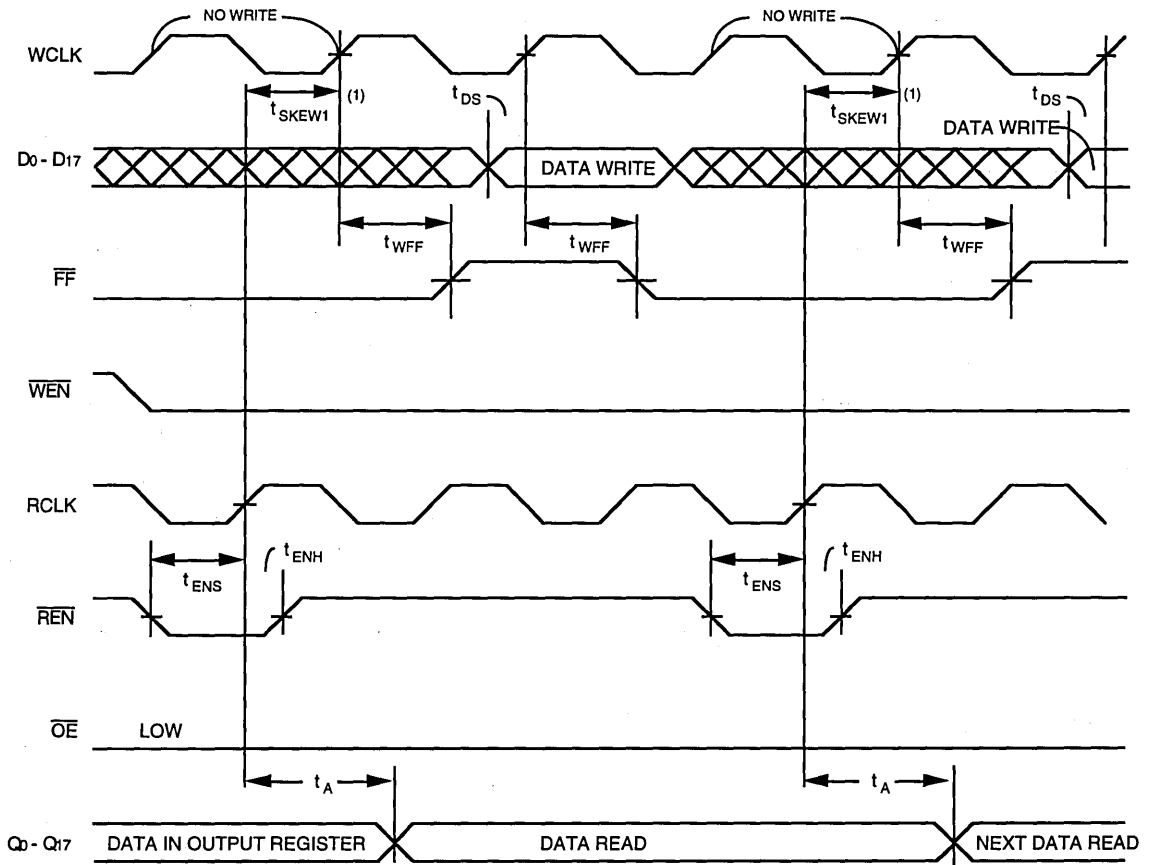 NO WRITE
NO WRITE
WCLK
tSKEW1 (1)
tDS
tSKEW1 (1)
tDS
DATA WRITE
D0 - D17
DATA WRITE
tWFF
tWFF
tWFF
FF
WEN
RCLK
tENS
tENH
tENS
tENH
REN
OE
LOW
tA
tA
Q0 - Q17
DATA IN OUTPUT REGISTER
DATA READ
NEXT DATA READ